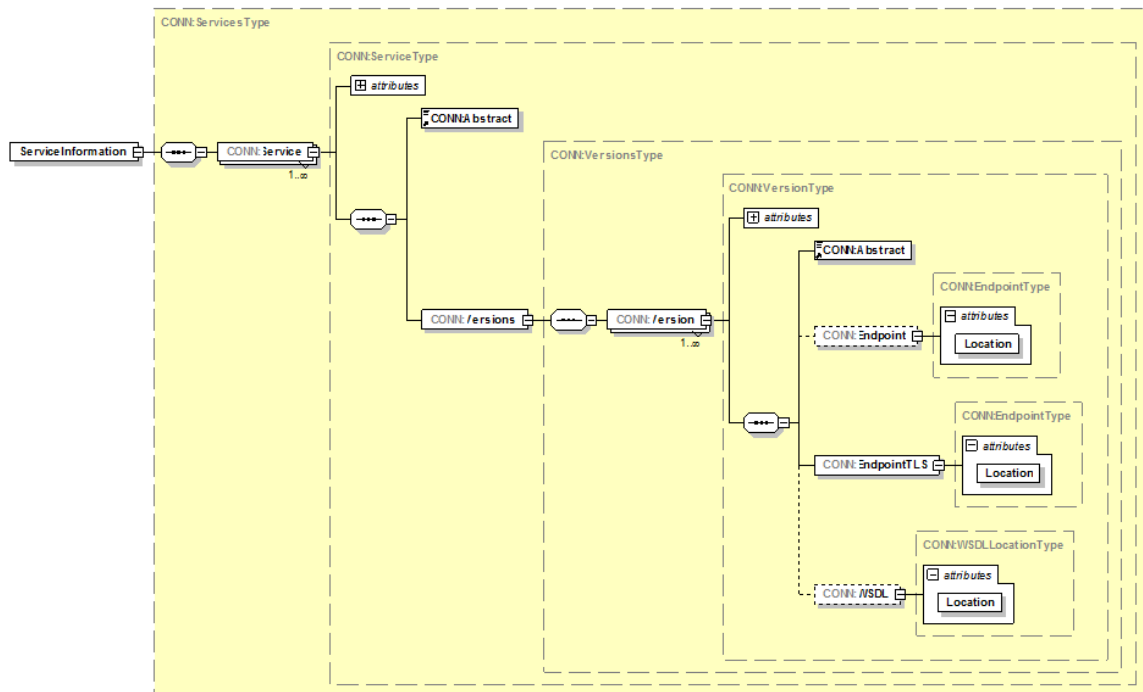 CONN:ServicesType
CONN:ServiceType
attributes
CONN:Abstract
ServiceInformation
CONN:Service
1..∞
CONN:VersionsType
CONN:VersionType
attributes
CONN:Abstract
CONN:EndpointType
attributes
Location
CONN:Versions
CONN:Version
1..∞
CONN:Endpoint
CONN:EndpointType
attributes
Location
CONN:EndpointTLS
CONN:WSDLLocationType
attributes
Location
CONN:WSDL